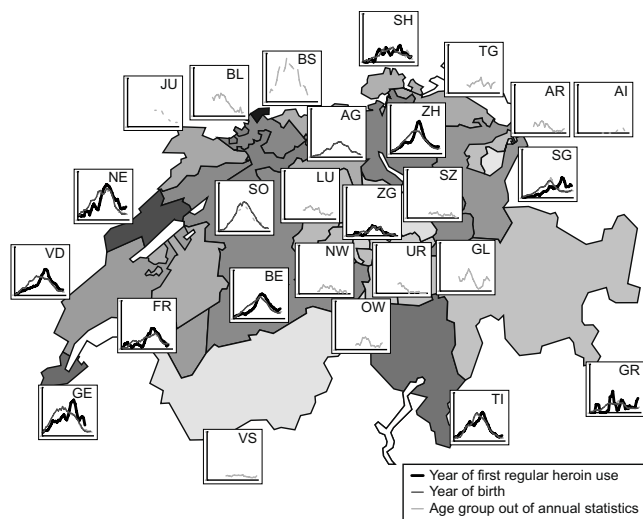 SH
BS
TG
BL
JU
AR
AI
AG
ZH
SG
NE
SO
LU
ZG
SZ
VD
NW
UR
GL
BE
FR
OW
GR
GE
TI
VS
Year of first regular heroin use
Year of birth
Age group out of annual statistics